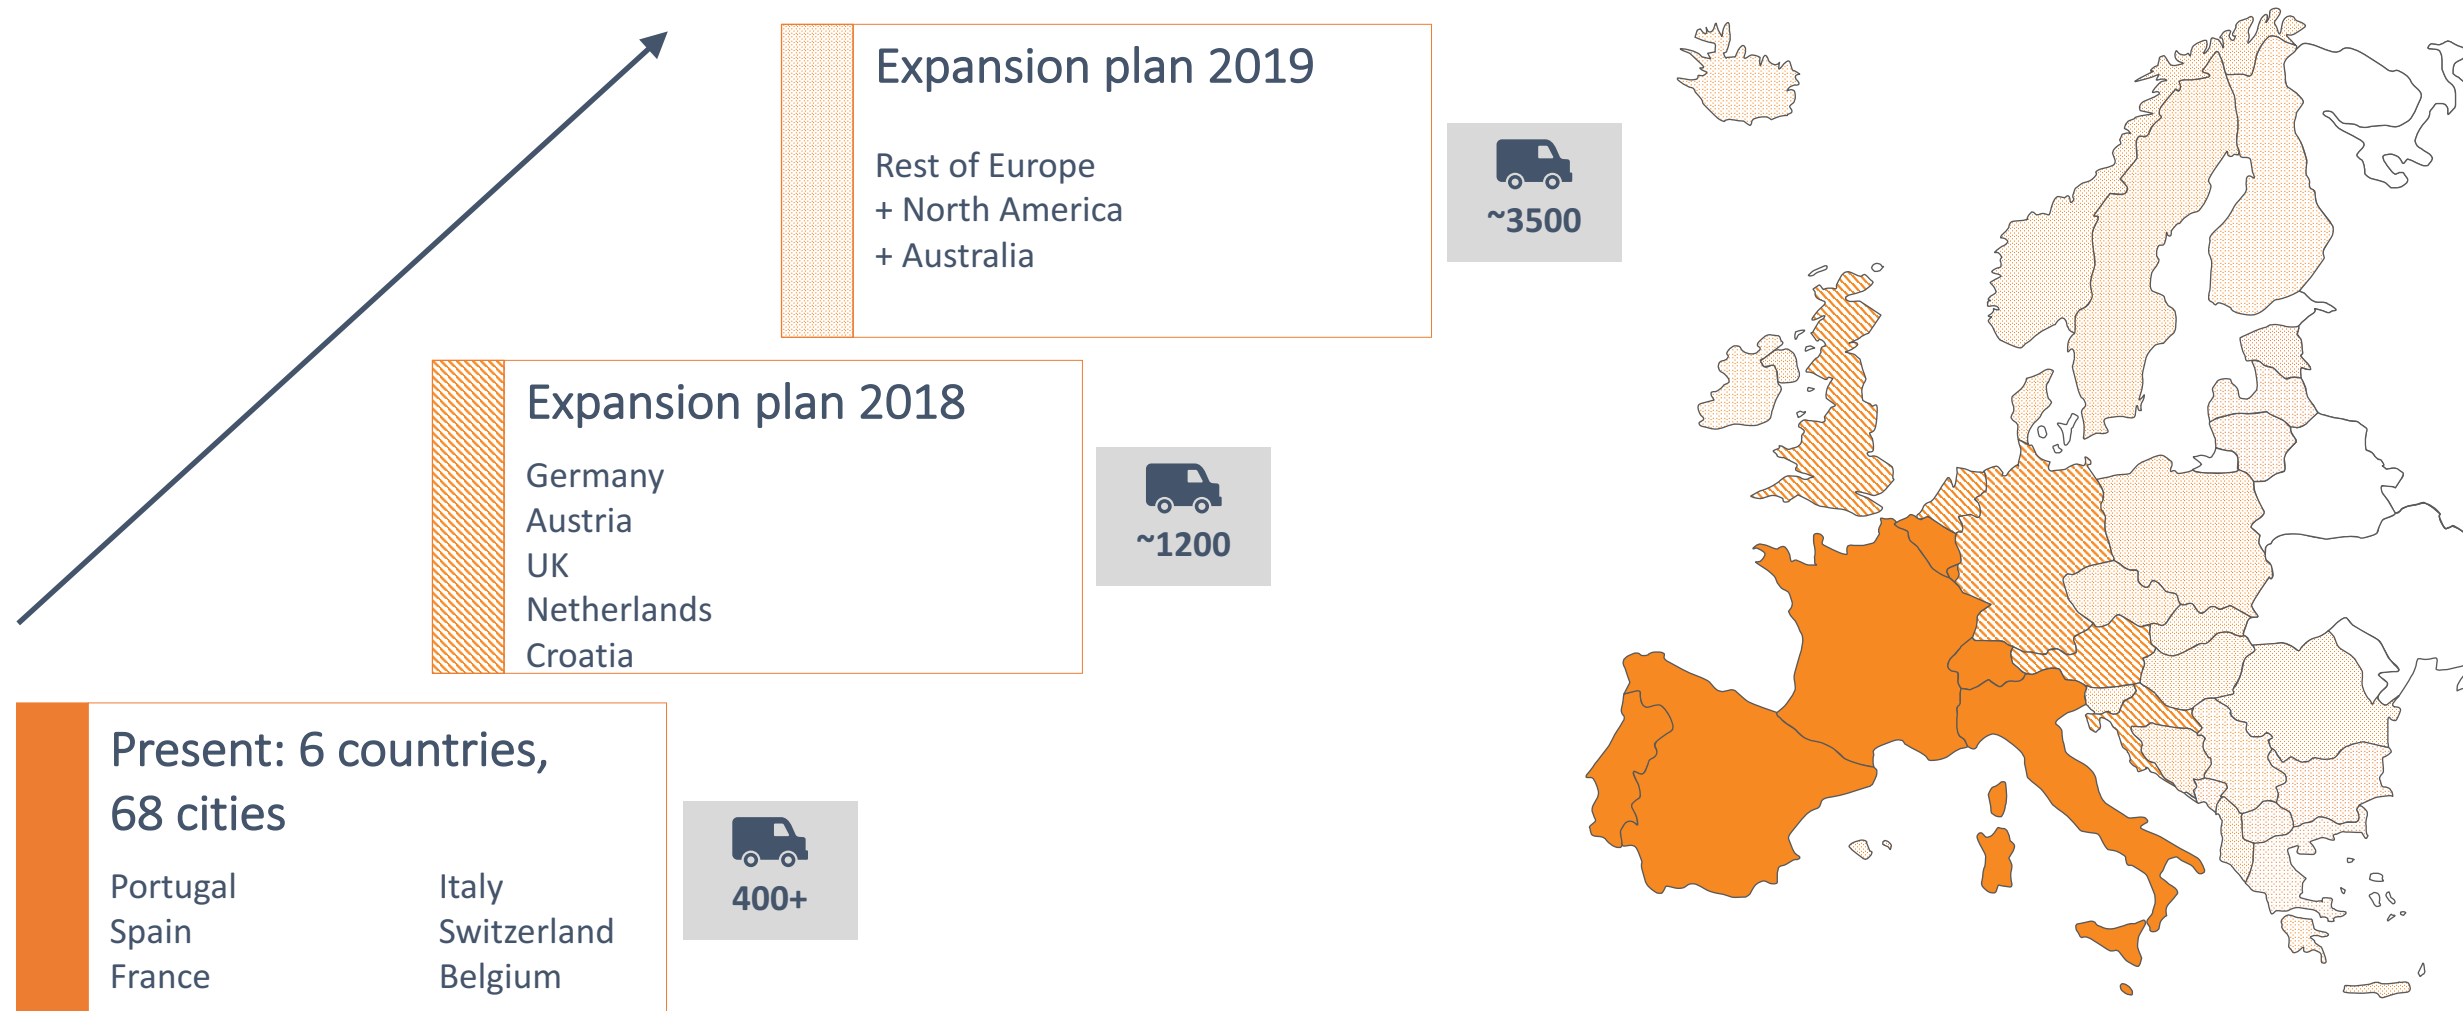 Expansion plan 2019
Rest of Europe
+ North America
+ Australia
~3500
Expansion plan 2018
Germany
Austria
UK
Netherlands
Croatia
~1200
Present: 6 countries,
68 cities
Portugal
Spain
France
Italy
Switzerland
Belgium
400+